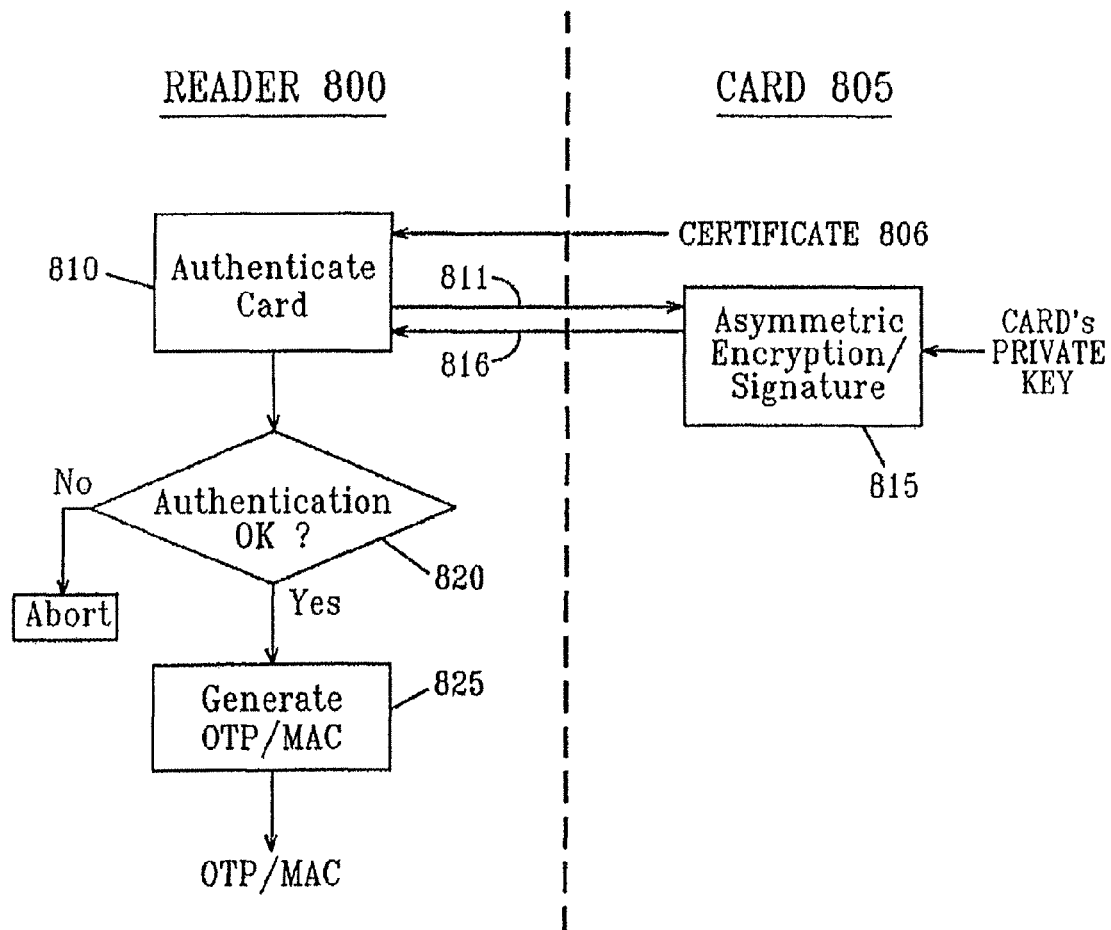 READER 800
CARD 805
CERTIFICATE 806
810
Authenticate
Card
811
816
Asymmetric
Encryption/
Signature
CARD's
PRIVATE
KEY
815
No
Authentication
OK ?
820
Abort
Yes
825
Generate
OTP/MAC
OTP/MAC